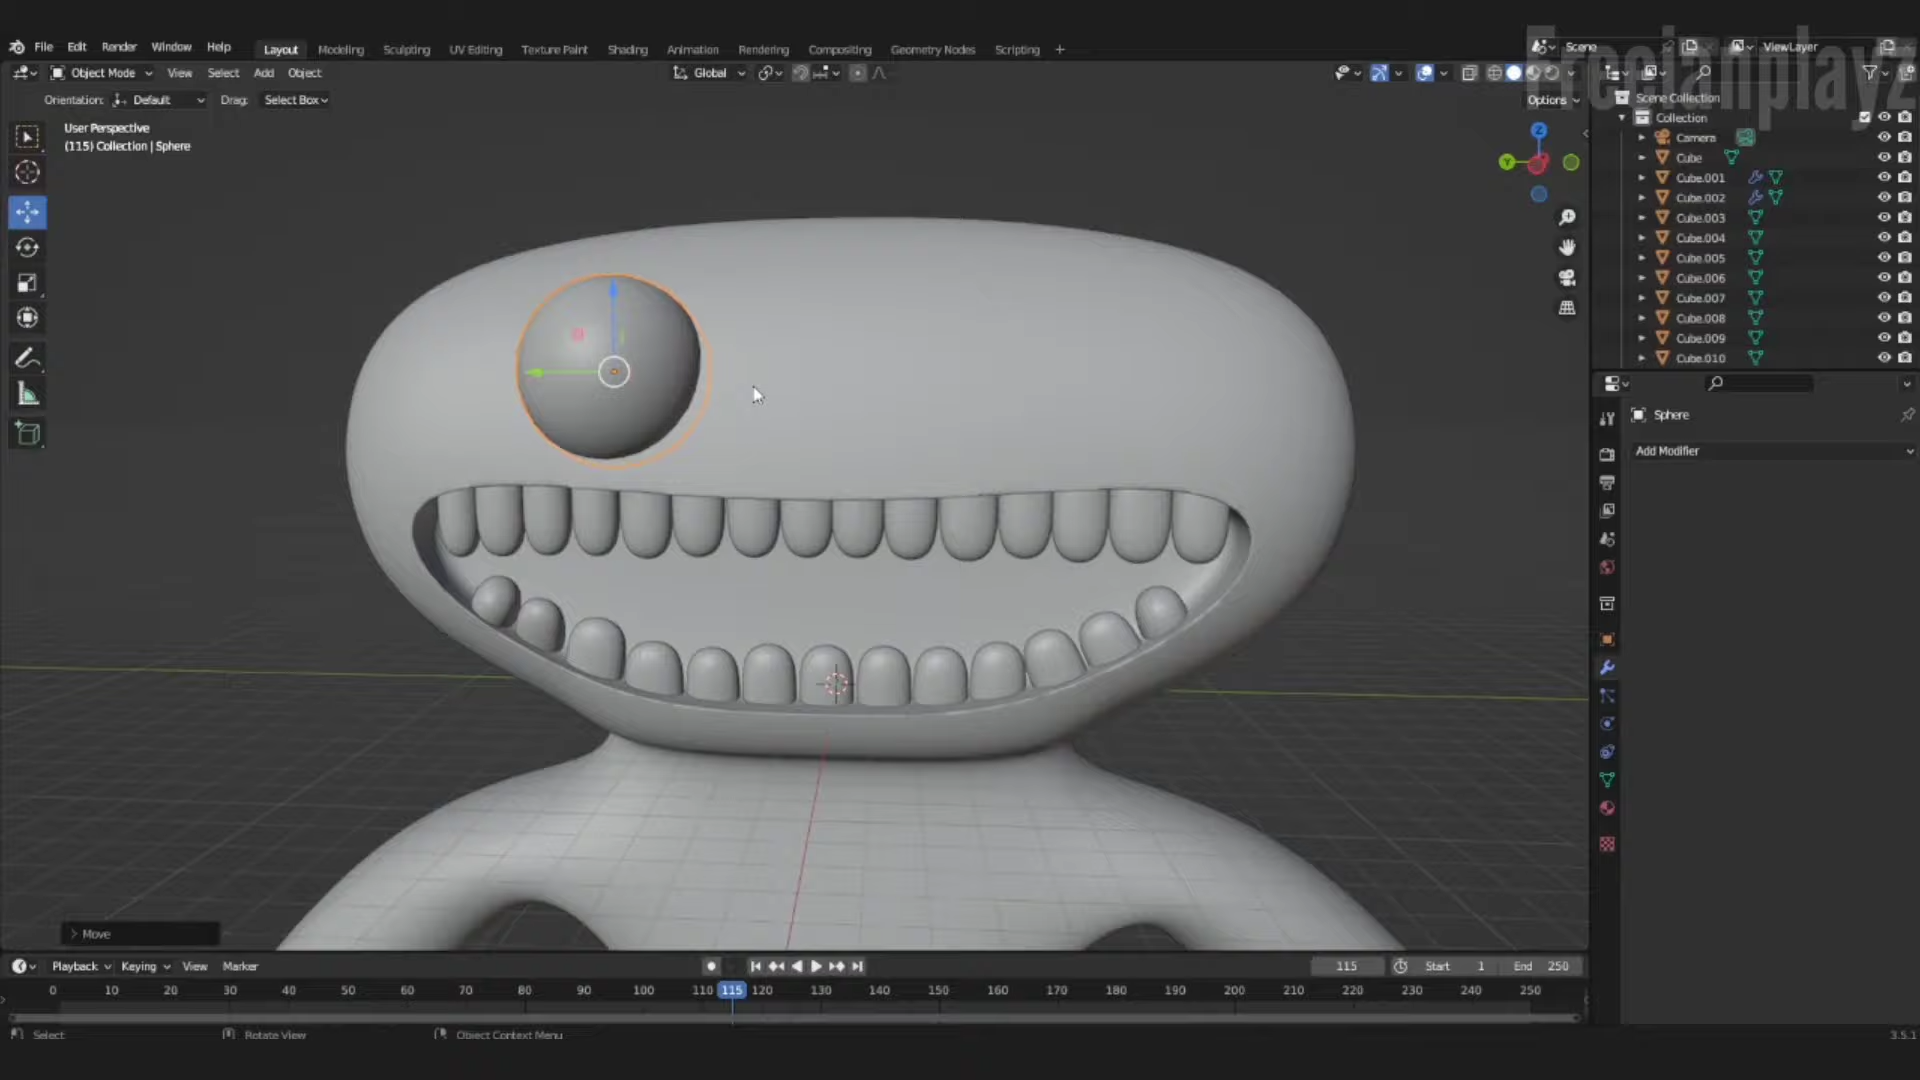 File Edit Render Window Help Layout Modeling Sculpting UV Editing Texture Paint Shading Animation Rendering Compositing Geometry Nodes Scripting + Scene ViewLayer
Freeianplayz
Object Mode View Select Add Object Global
Orientation: Default Drag: Select Box Options
User Perspective
(115) Collection | Sphere
Z
Y
Scene Collection
Collection
Camera
Cube
Cube.001
Cube.002
Cube.003
Cube.004
Cube.005
Cube.006
Cube.007
Cube.008
Cube.009
Cube.010
Sphere
Add Modifier
> Move
Playback Keying View Marker 115 Start 1 End 250
0 10 20 30 40 50 60 70 80 90 100 110 115 120 130 140 150 160 170 180 190 200 210 220 230 240 250
Select Rotate View Object Context Menu 3.5.1